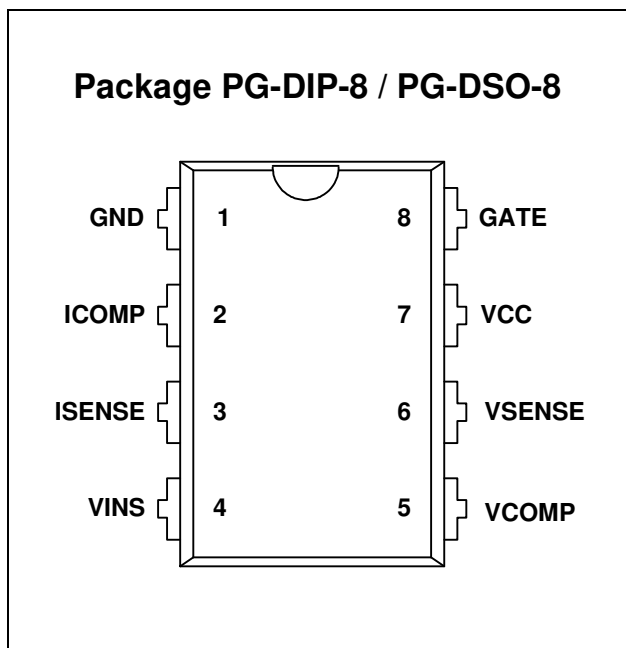 Package PG-DIP-8 / PG-DSO-8
GND 1 8 GATE
ICOMP 2 7 VCC
ISENSE 3 6 VSENSE
VINS 4 5 VCOMP